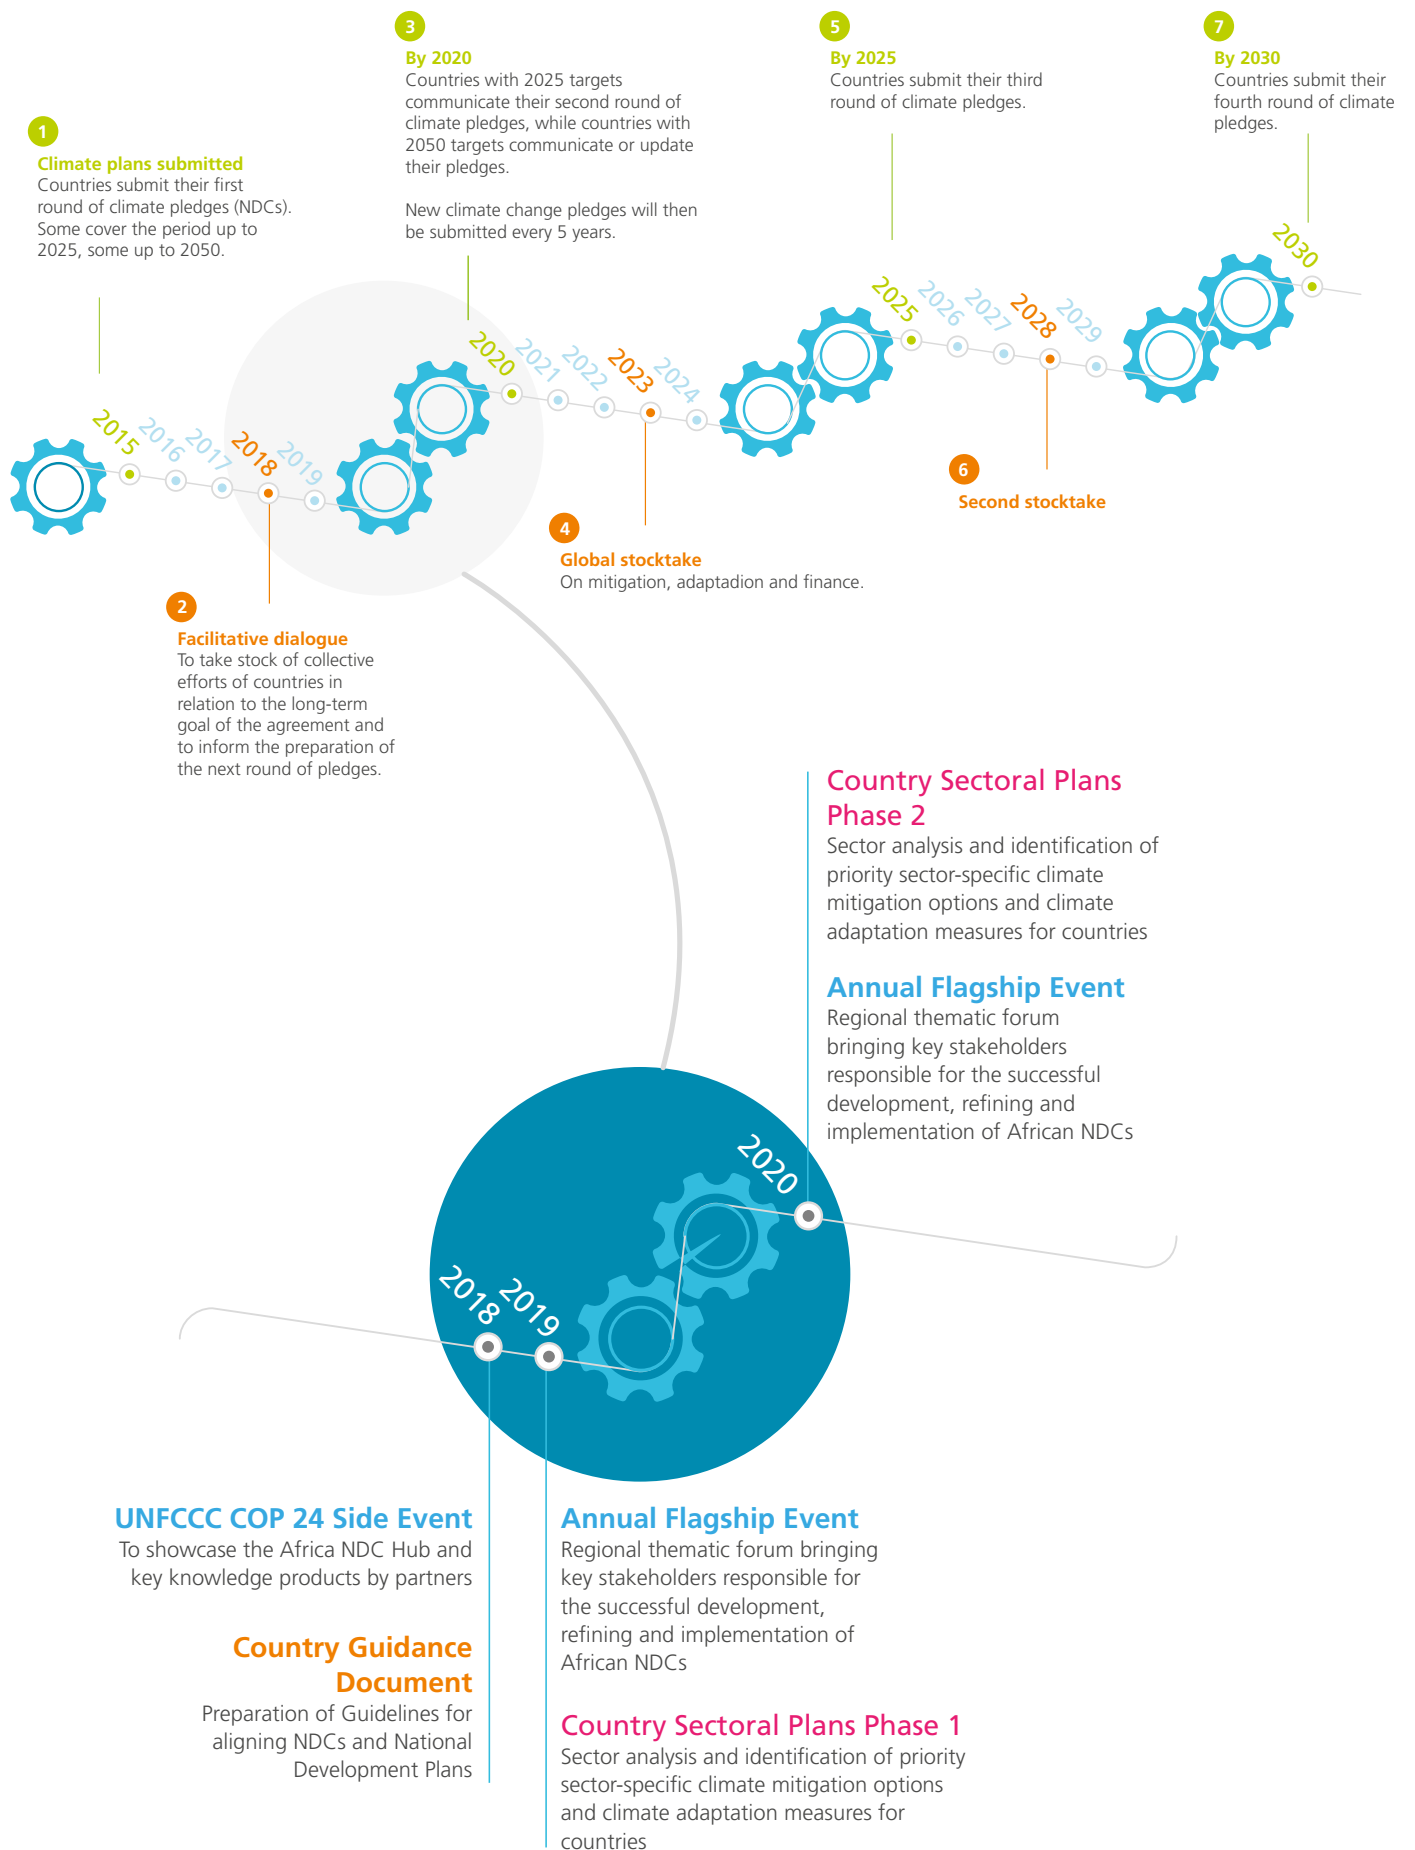 1
Climate plans submitted
Countries submit their first
round of climate pledges (NDCs).
Some cover the period up to
2025, some up to 2050.
3
By 2020
Countries with 2025 targets
communicate their second round of
climate pledges, while countries with
2050 targets communicate or update
their pledges.
New climate change pledges will then
be submitted every 5 years.
5
By 2025
Countries submit their third
round of climate pledges.
7
By 2030
Countries submit their
fourth round of climate
pledges.
2015
2016
2017
2018
2019
2020
2021
2022
2023
2024
2025
2026
2027
2028
2029
2030
2
Facilitative dialogue
To take stock of collective
efforts of countries in
relation to the long-term
goal of the agreement and
to inform the preparation of
the next round of pledges.
4
Global stocktake
On mitigation, adaptadion and finance.
6
Second stocktake
Country Sectoral Plans
Phase 2
Sector analysis and identification of
priority sector-specific climate
mitigation options and climate
adaptation measures for countries
Annual Flagship Event
Regional thematic forum
bringing key stakeholders
responsible for the successful
development, refining and
implementation of African NDCs
2018
2019
2020
UNFCCC COP 24 Side Event
To showcase the Africa NDC Hub and
key knowledge products by partners
Country Guidance
Document
Preparation of Guidelines for
aligning NDCs and National
Development Plans
Annual Flagship Event
Regional thematic forum bringing
key stakeholders responsible for
the successful development,
refining and implementation of
African NDCs
Country Sectoral Plans Phase 1
Sector analysis and identification of priority
sector-specific climate mitigation options
and climate adaptation measures for
countries